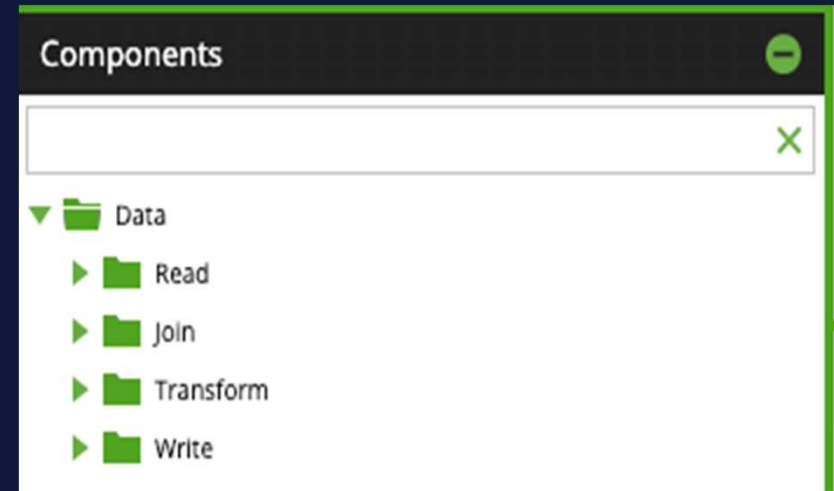 Components
Data
Read
Join
Transform
Write